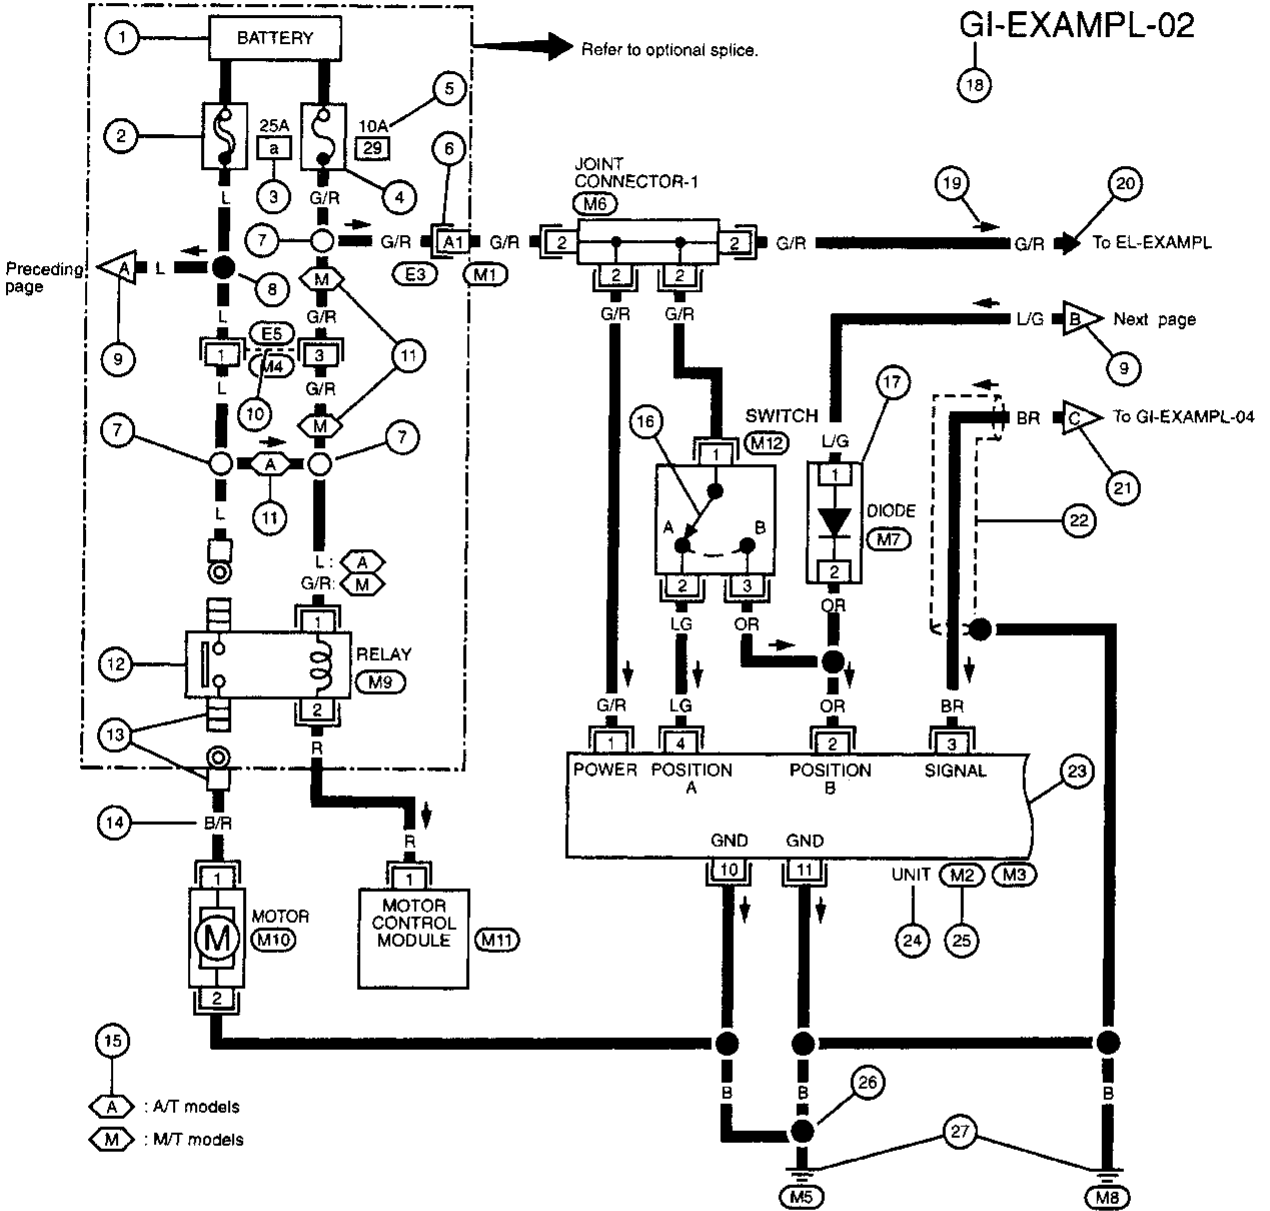 GI-EXAMPL-02
18
1
BATTERY
Refer to optional splice.
5
2
25A
a
10A
29
6
3
4
L
G/R
JOINT
CONNECTOR-1
M6
19
20
7
G/R
A1
G/R
2
2
G/R
G/R
To EL-EXAMPL
Preceding
page
A
L
8
M
E3
M1
2
2
L
G/R
G/R
G/R
L/G
B
Next page
9
1
E5
M4
3
11
9
L
10
G/R
17
BR
C
To GI-EXAMPL-04
7
M
7
16
SWITCH
M12
L/G
1
1
A
21
11
L
A
B
DIODE
M7
22
L :
A
G/R:
M
2
3
2
1
LG
OR
OR
12
RELAY
M9
2
13
R
G/R
LG
OR
BR
1
4
2
3
POWER
POSITION
A
POSITION
B
SIGNAL
23
14
B/R
R
GND
GND
1
1
10
11
UNIT
M2
M3
MOTOR
CONTROL
MODULE
M11
M
MOTOR
M10
24
25
2
15
A
: A/T models
M
: M/T models
B
B
B
26
27
M5
M8